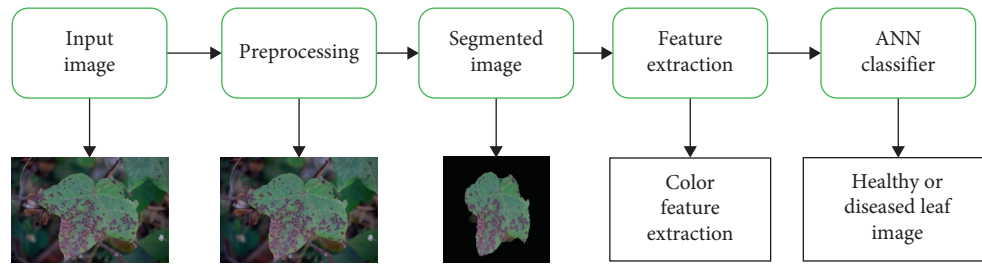 Input
image
Preprocessing
Segmented
image
Feature
extraction
ANN
classifier
Color
feature
extraction
Healthy or
diseased leaf
image